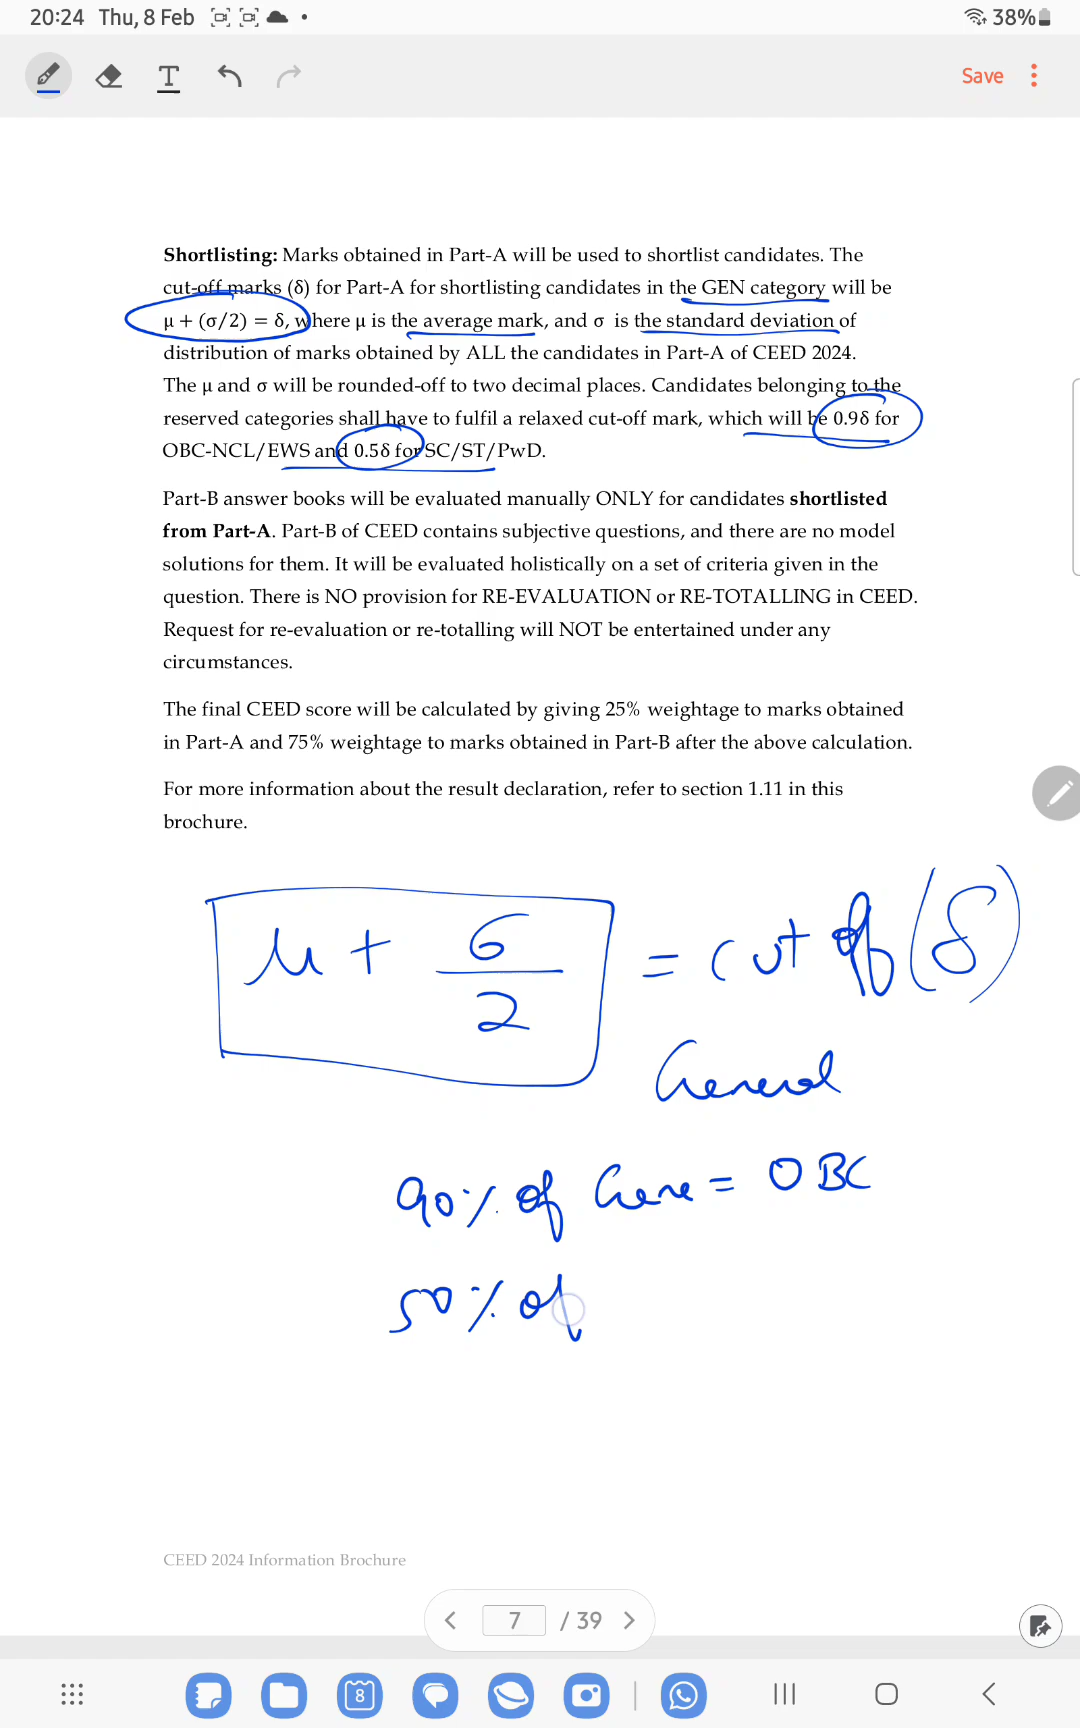 20:24 Thu, 8 Feb
38%
T
Save
Shortlisting: Marks obtained in Part-A will be used to shortlist candidates. The
cut-off marks (δ) for Part-A for shortlisting candidates in the GEN category will be
μ + (σ/2) = δ, where μ is the average mark, and σ is the standard deviation of
distribution of marks obtained by ALL the candidates in Part-A of CEED 2024.
The μ and σ will be rounded-off to two decimal places. Candidates belonging to the
reserved categories shall have to fulfil a relaxed cut-off mark, which will be 0.9δ for
OBC-NCL/EWS and 0.5δ for SC/ST/PwD.
Part-B answer books will be evaluated manually ONLY for candidates shortlisted
from Part-A. Part-B of CEED contains subjective questions, and there are no model
solutions for them. It will be evaluated holistically on a set of criteria given in the
question. There is NO provision for RE-EVALUATION or RE-TOTALLING in CEED.
Request for re-evaluation or re-totalling will NOT be entertained under any
circumstances.
The final CEED score will be calculated by giving 25% weightage to marks obtained
in Part-A and 75% weightage to marks obtained in Part-B after the above calculation.
For more information about the result declaration, refer to section 1.11 in this
brochure.
μ + σ/2 = cut of (δ)
General
90% of Gene = OBC
50% of
CEED 2024 Information Brochure
7 / 39
8